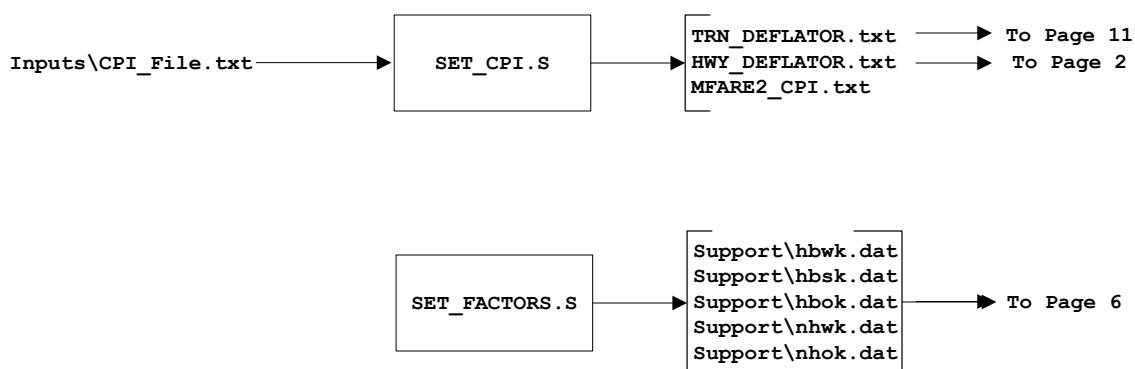 Inputs\CPI_File.txt
SET_CPI.S
TRN_DEFLATOR.txt
HWY_DEFLATOR.txt
MFARE2_CPI.txt
To Page 11
To Page 2
SET_FACTORS.S
Support\hbwk.dat
Support\hbsk.dat
Support\hbok.dat
Support\nhwk.dat
Support\nhok.dat
To Page 6